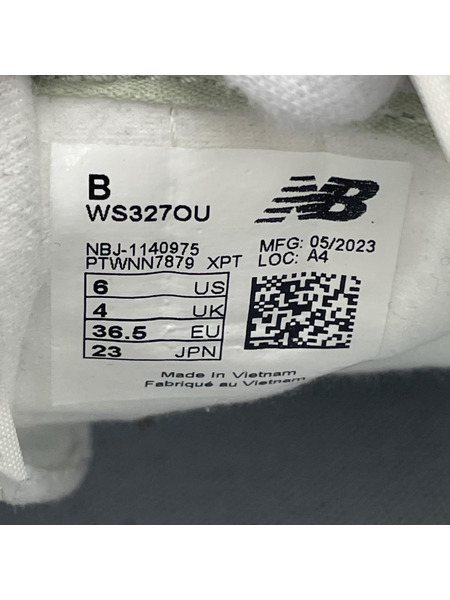 B
WS327OU
NB
NBJ-1140975
PTWNN7879 XPT
MFG: 05/2023
LOC: A4
6 US
4 UK
36.5 EU
23 JPN
Made In Vietnam
Fabriqué au Vietnam